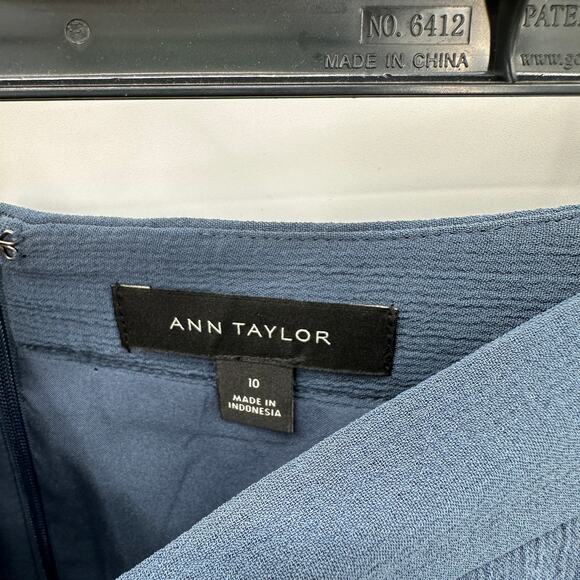 NO. 6412
MADE IN CHINA
PATE
www.g
ANN TAYLOR
10
MADE IN
INDONESIA